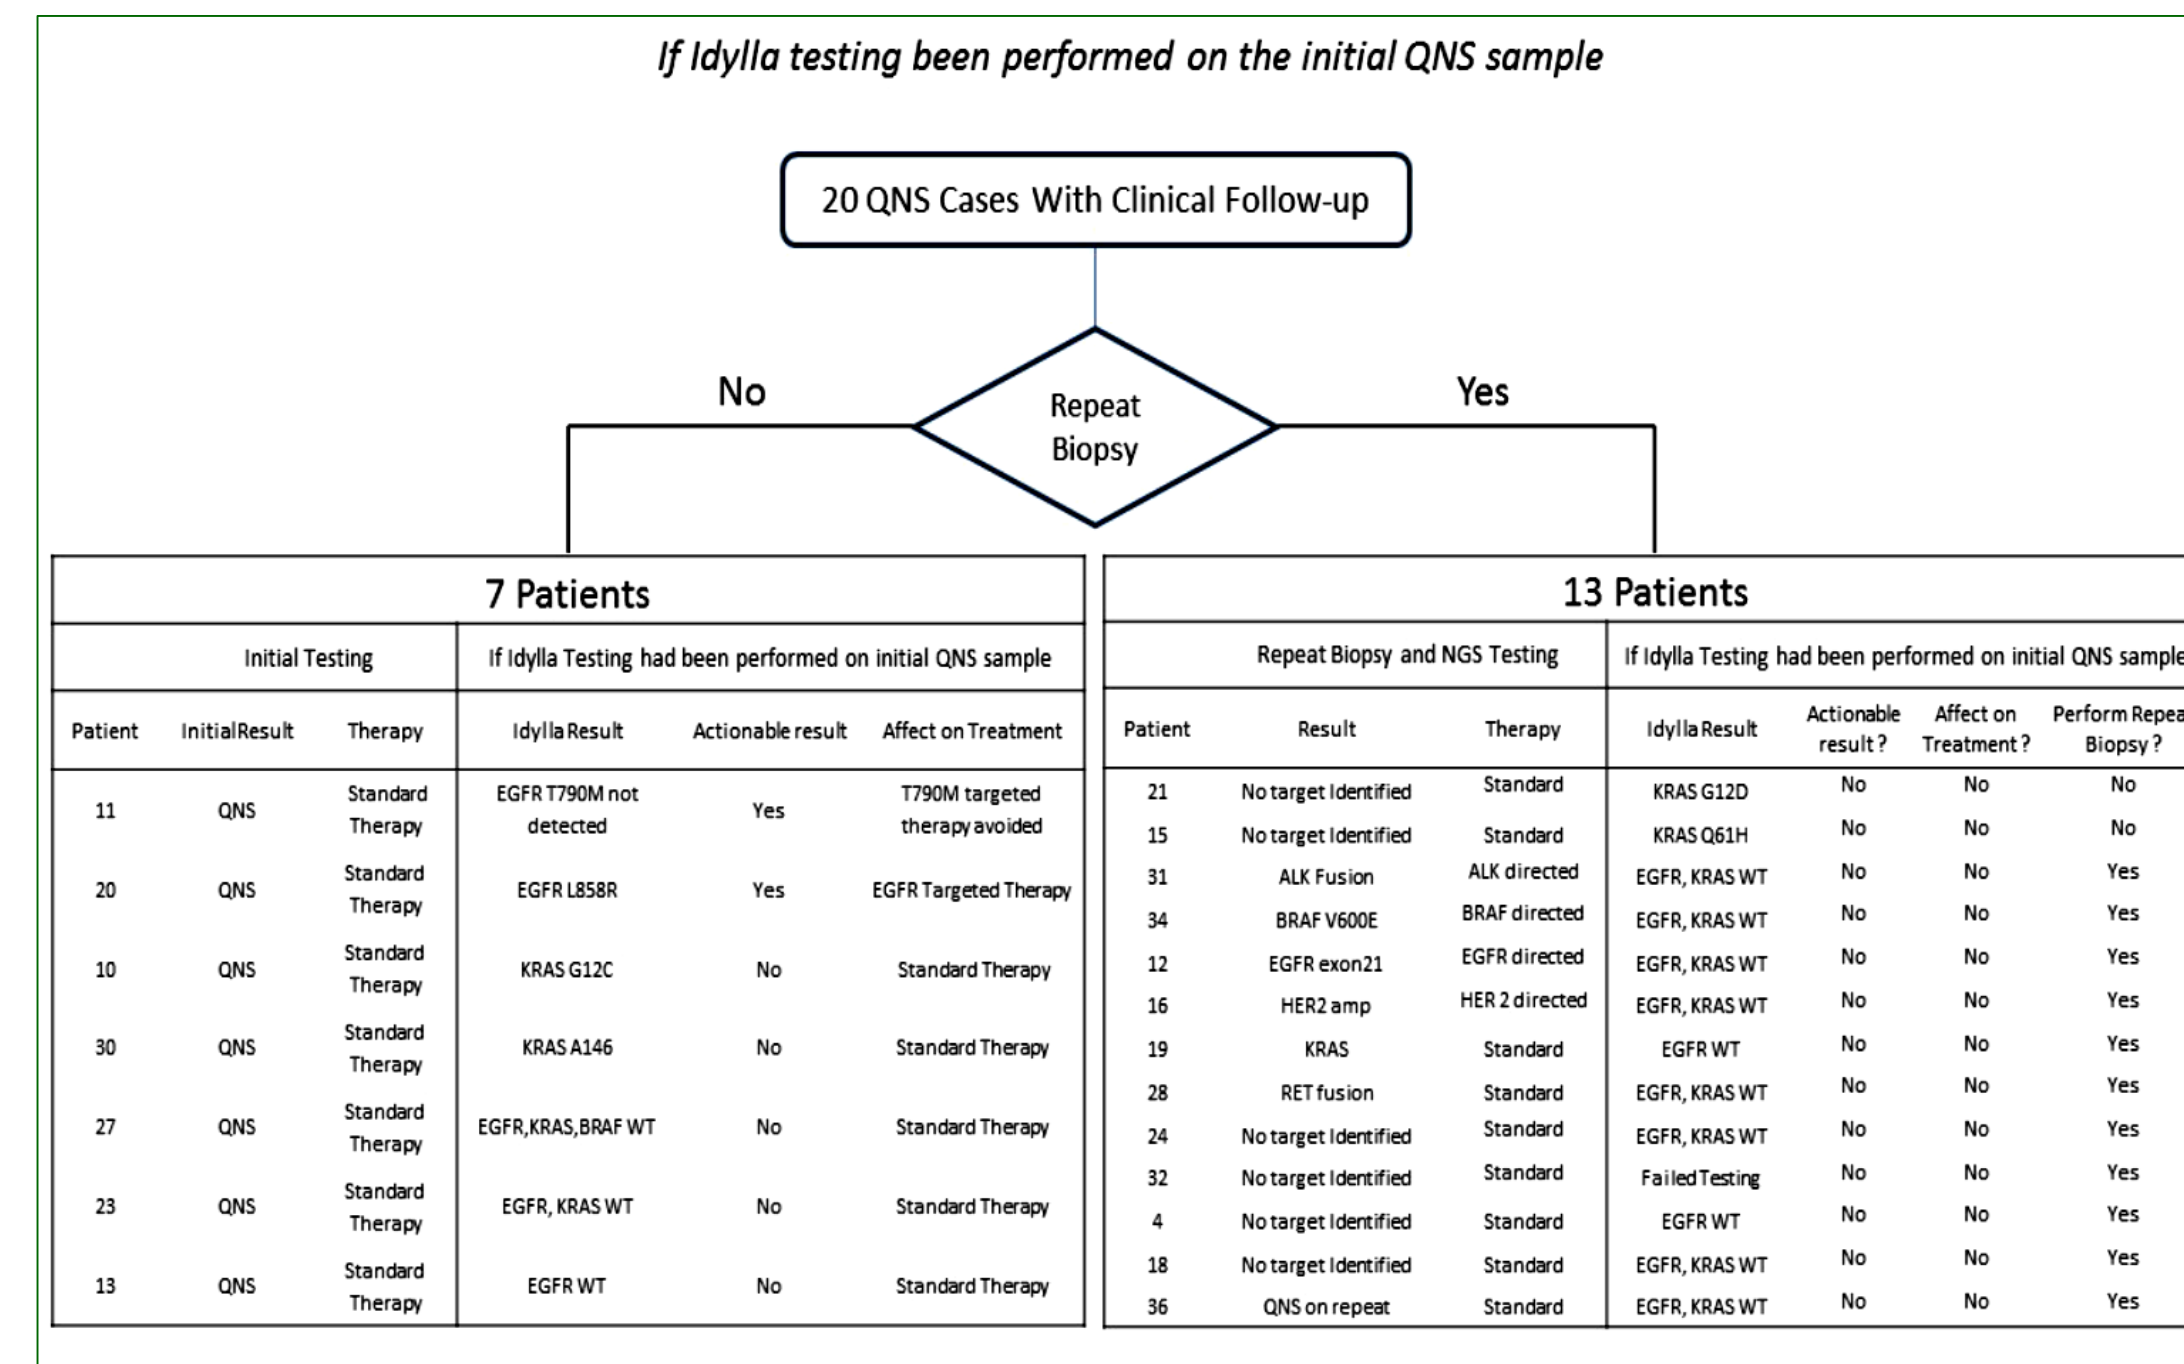 If Idylla testing been performed on the initial QNS sample
20 QNS Cases With Clinical Follow-up
No
Repeat
Biopsy
Yes
7 Patients
Initial Testing
If Idylla Testing had been performed on initial QNS sample
Patient InitialResult Therapy Idylla Result Actionable result Affect on Treatment
11 QNS Standard Therapy EGFR T790M not detected Yes T790M targeted therapy avoided
20 QNS Standard Therapy EGFR L858R Yes EGFR Targeted Therapy
10 QNS Standard Therapy KRAS G12C No Standard Therapy
30 QNS Standard Therapy KRAS A146 No Standard Therapy
27 QNS Standard Therapy EGFR,KRAS,BRAF WT No Standard Therapy
23 QNS Standard Therapy EGFR, KRAS WT No Standard Therapy
13 QNS Standard Therapy EGFR WT No Standard Therapy
13 Patients
Repeat Biopsy and NGS Testing
If Idylla Testing had been performed on initial QNS sample
Patient Result Therapy Idylla Result Actionable result? Affect on Treatment? Perform Repea Biopsy?
21 No target Identified Standard KRAS G12D No No No
15 No target Identified Standard KRAS Q61H No No No
31 ALK Fusion ALK directed EGFR, KRAS WT No No Yes
34 BRAF V600E BRAF directed EGFR, KRAS WT No No Yes
12 EGFR exon21 EGFR directed EGFR, KRAS WT No No Yes
16 HER2 amp HER 2 directed EGFR, KRAS WT No No Yes
19 KRAS Standard EGFR WT No No Yes
28 RET fusion Standard EGFR, KRAS WT No No Yes
24 No target Identified Standard EGFR, KRAS WT No No Yes
32 No target Identified Standard Failed Testing No No Yes
4 No target Identified Standard EGFR WT No No Yes
18 No target Identified Standard EGFR, KRAS WT No No Yes
36 QNS on repeat Standard EGFR, KRAS WT No No Yes